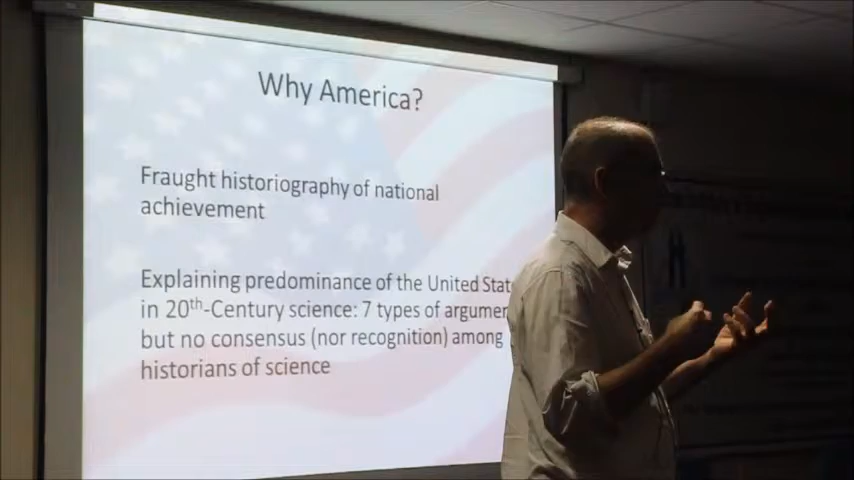 Why America?
Fraught historiography of national
achievement
Explaining predominance of the United Stat
in 20th-Century science: 7 types of argumen
but no consensus (nor recognition) among
historians of science